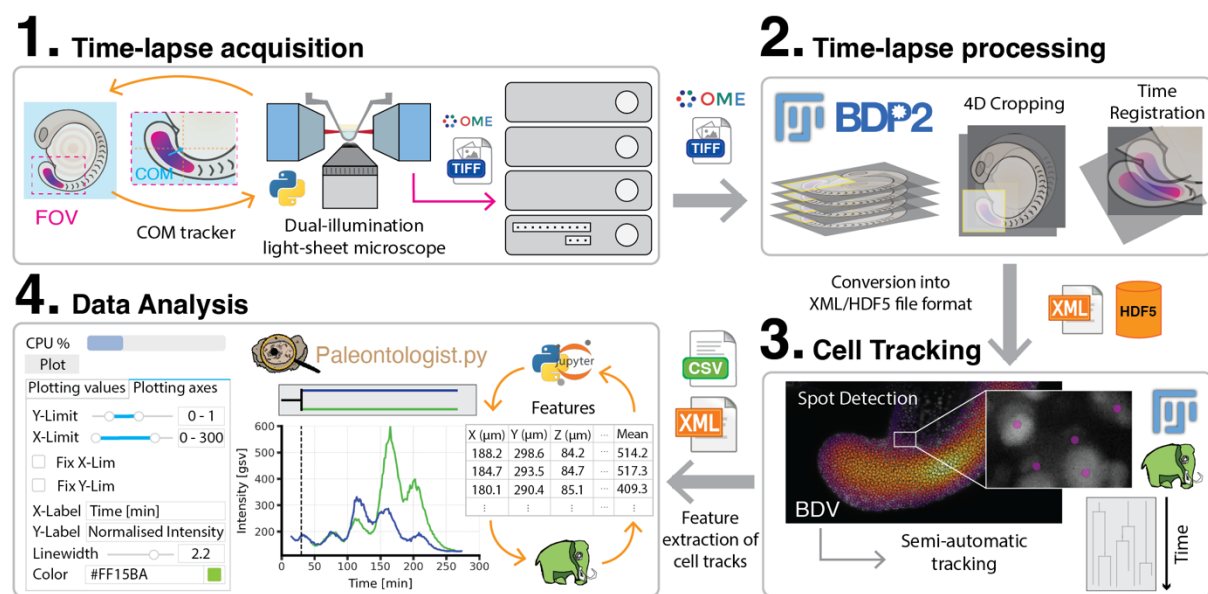 1. Time-lapse acquisition
FOV
COM
COM tracker
Dual-illumination
light-sheet microscope
OME
TIFF
OME
TIFF
2. Time-lapse processing
BDP2
4D Cropping
Time
Registration
Conversion into
XML/HDF5 file format
XML
HDF5
3. Cell Tracking
Spot Detection
BDV
Semi-automatic
tracking
Time
CSV
XML
Feature
extraction of
cell tracks
4. Data Analysis
CPU %
Plot
Plotting values
Plotting axes
Y-Limit
0 - 1
X-Limit
0 - 300
Fix X-Lim
Fix Y-Lim
X-Label
Time [min]
Y-Label
Normalised Intensity
Linewidth
2.2
Color
#FF15BA
Paleontologist.py
Jupyter
Features
X (μm) Y (μm) Z (μm) ... Mean
188.2 298.6 84.2 ... 514.2
184.7 293.5 84.7 ... 517.3
180.1 290.4 85.1 ... 409.3
⋮ ⋮ ⋮ ⋮
Intensity [gsv]
600
500
400
300
200
0 50 100 150 200 250 300
Time [min]